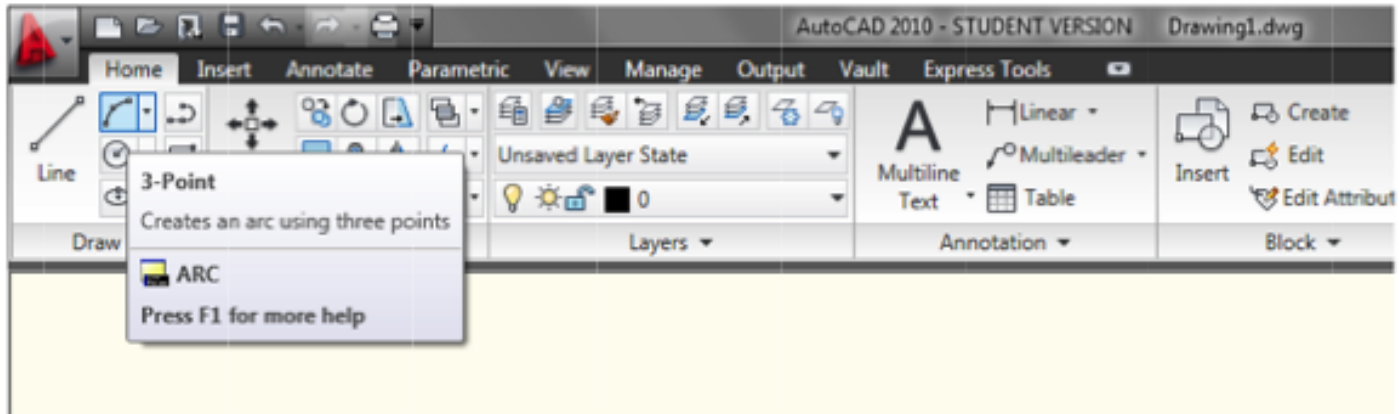 AutoCAD 2010 - STUDENT VERSION Drawing1.dwg
Home Insert Annotate Parametric View Manage Output Vault Express Tools
Line
3-Point
Creates an arc using three points
ARC
Press F1 for more help
Draw
Unsaved Layer State
0
Layers
Multiline
Text
Linear
Multileader
Table
Annotation
Insert
Create
Edit
Edit Attribut
Block